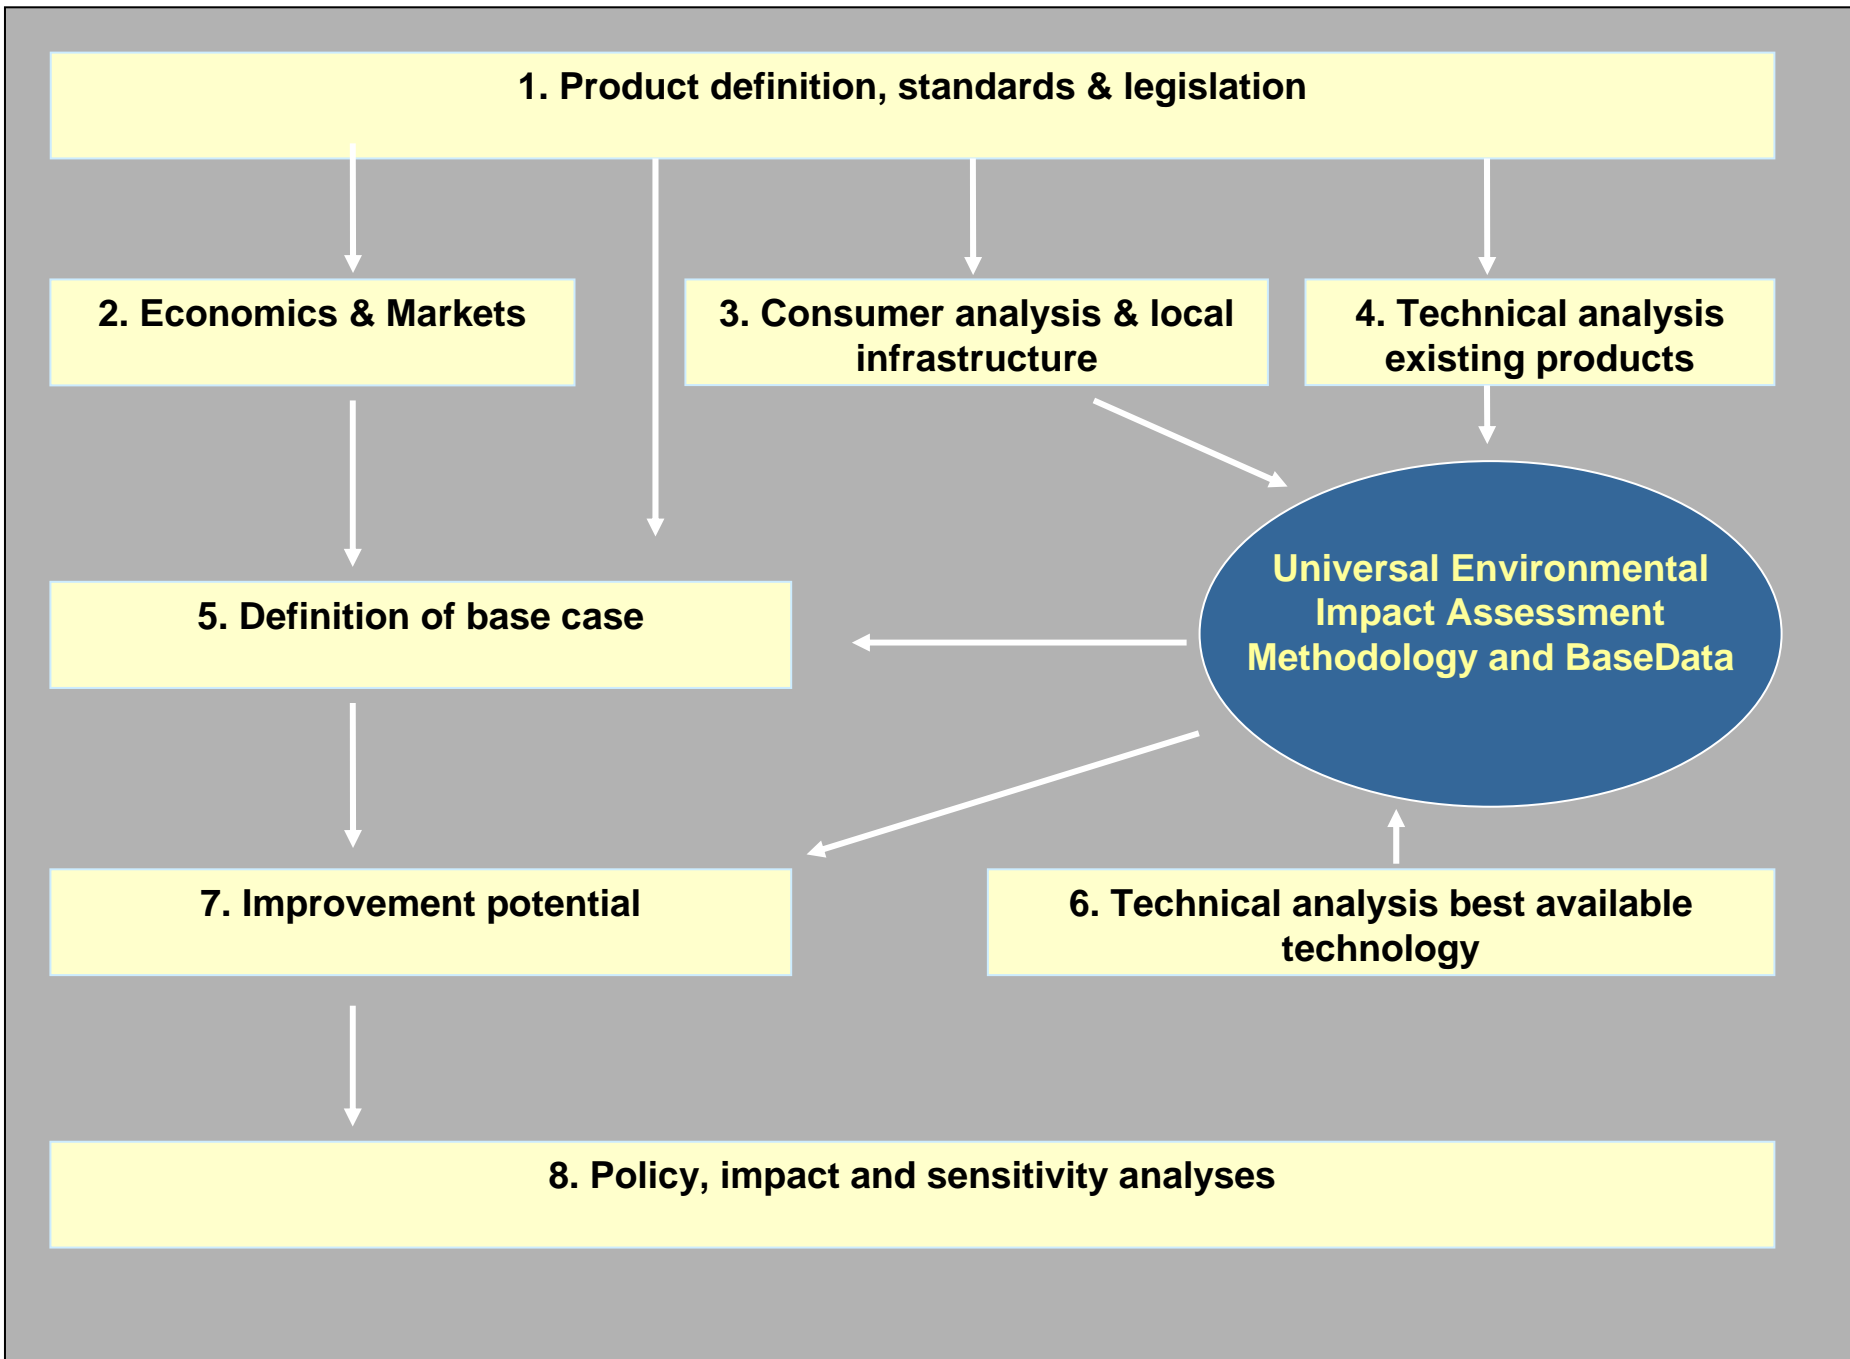 1. Product definition, standards & legislation
2. Economics & Markets
3. Consumer analysis & local
infrastructure
4. Technical analysis
existing products
Universal Environmental
Impact Assessment
Methodology and BaseData
5. Definition of base case
7. Improvement potential
6. Technical analysis best available
technology
8. Policy, impact and sensitivity analyses